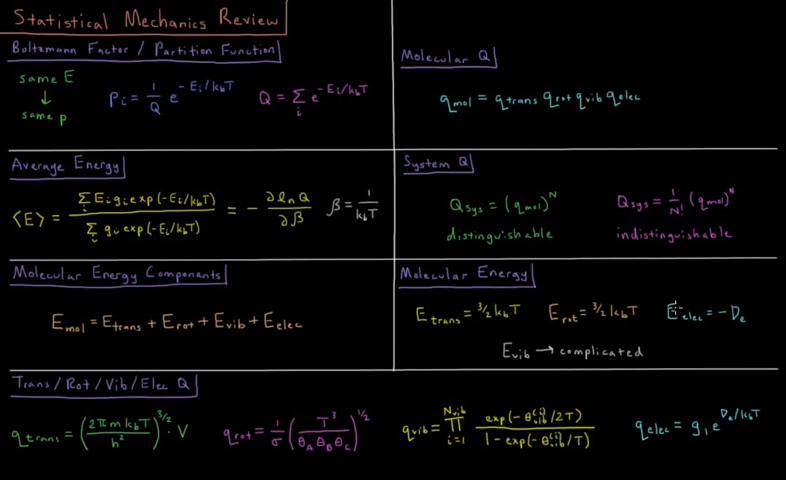 Statistical Mechanics Review
Boltzmann Factor / Partition Function
same E
↓
same p
Pi = 1/Q e^(-Ei/kbT)
Q = Σi e^(-Ei/kbT)
Molecular Q
qmol = qtrans qrot qvib qelec
Average Energy
⟨E⟩ = Σi Ei gi exp(-Ei/kbT) / Σi gi exp(-Ei/kbT) = - ∂lnQ/∂β
β = 1/kbT
System Q
Qsys = (qmol)^N
distinguishable
Qsys = 1/N! (qmol)^N
indistinguishable
Molecular Energy Components
Emol = Etrans + Erot + Evib + Eelec
Molecular Energy
Etrans = 3/2 kbT
Erot = 3/2 kbT
Eelec = -De
Evib → complicated
Trans / Rot / Vib / Elec Q
qtrans = (2πmkbT/h²)^(3/2) · V
qrot = 1/σ (T³/θA θB θC)^(1/2)
qvib = Π(i=1 to Nvib) exp(-θvib^(i)/2T) / 1-exp(-θvib^(i)/T)
qelec = g1 e^(De/kbT)